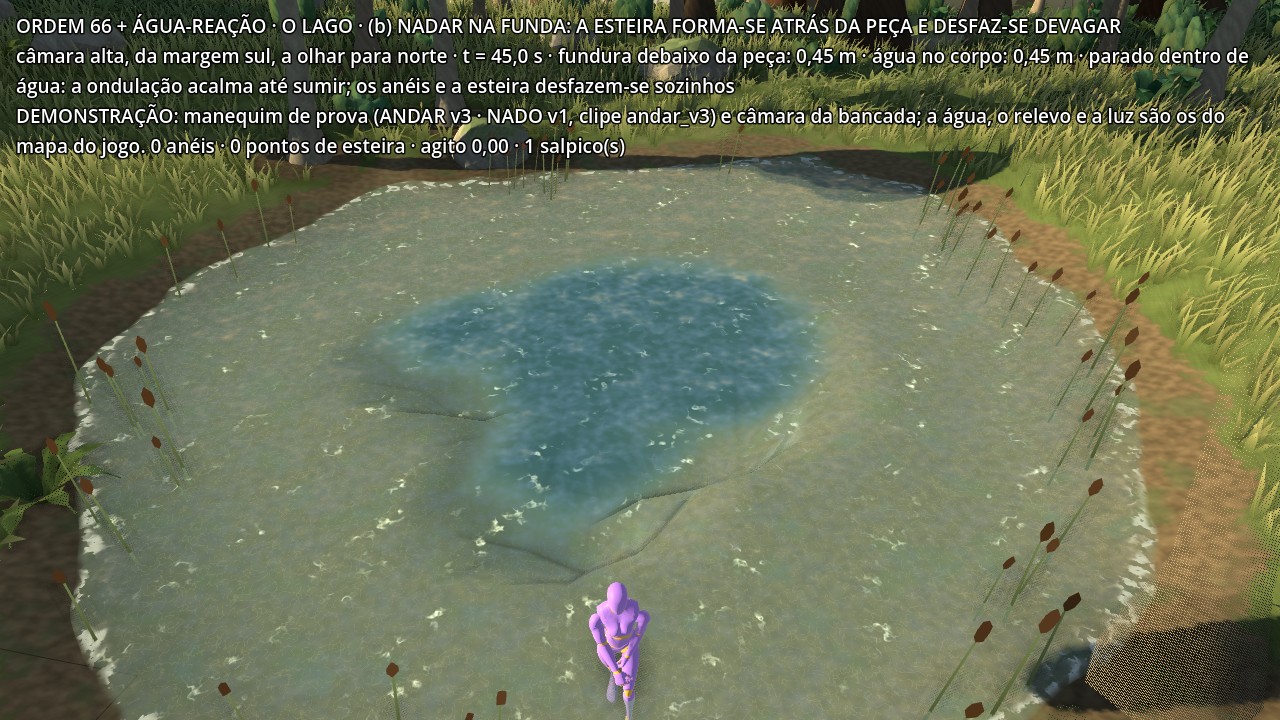 ORDEM 66 + ÁGUA-REAÇÃO · O LAGO · (b) NADAR NA FUNDA: A ESTEIRA FORMA-SE ATRÁS DA PEÇA E DESFAZ-SE DEVAGAR
câmara alta, da margem sul, a olhar para norte · t = 45,0 s · fundura debaixo da peça: 0,45 m · água no corpo: 0,45 m · parado dentro de
água: a ondulação acalma até sumir; os anéis e a esteira desfazem-se sozinhos
DEMONSTRAÇÃO: manequim de prova (ANDAR v3 · NADO v1, clipe andar_v3) e câmara da bancada; a água, o relevo e a luz são os do
mapa do jogo. 0 anéis · 0 pontos de esteira · agito 0,00 · 1 salpico(s)